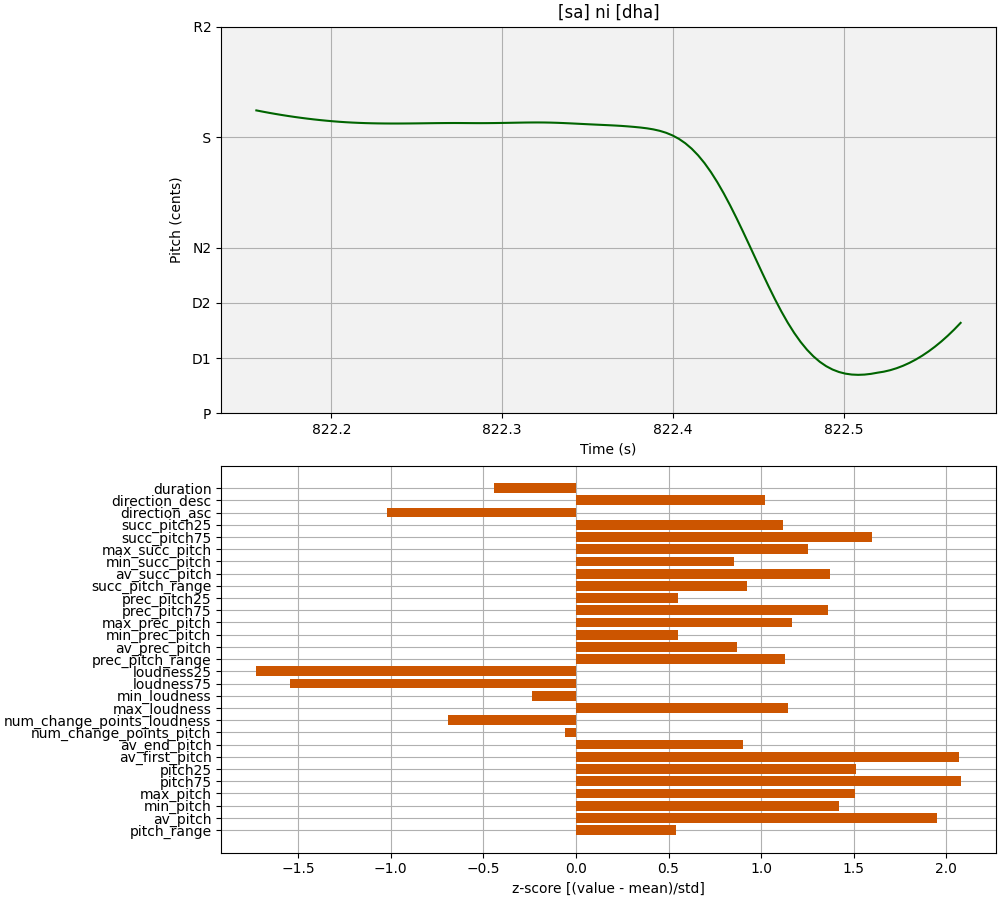 [sa] ni [dha]
R2
S
N2
D2
D1
P
Pitch (cents)
822.2 822.3 822.4 822.5
Time (s)
duration
direction_desc
direction_asc
succ_pitch25
succ_pitch75
max_succ_pitch
min_succ_pitch
av_succ_pitch
succ_pitch_range
prec_pitch25
prec_pitch75
max_prec_pitch
min_prec_pitch
av_prec_pitch
prec_pitch_range
loudness25
loudness75
min_loudness
max_loudness
num_change_points_loudness
num_change_points_pitch
av_end_pitch
av_first_pitch
pitch25
pitch75
max_pitch
min_pitch
av_pitch
pitch_range
−1.5 −1.0 −0.5 0.0 0.5 1.0 1.5 2.0
z-score [(value - mean)/std]